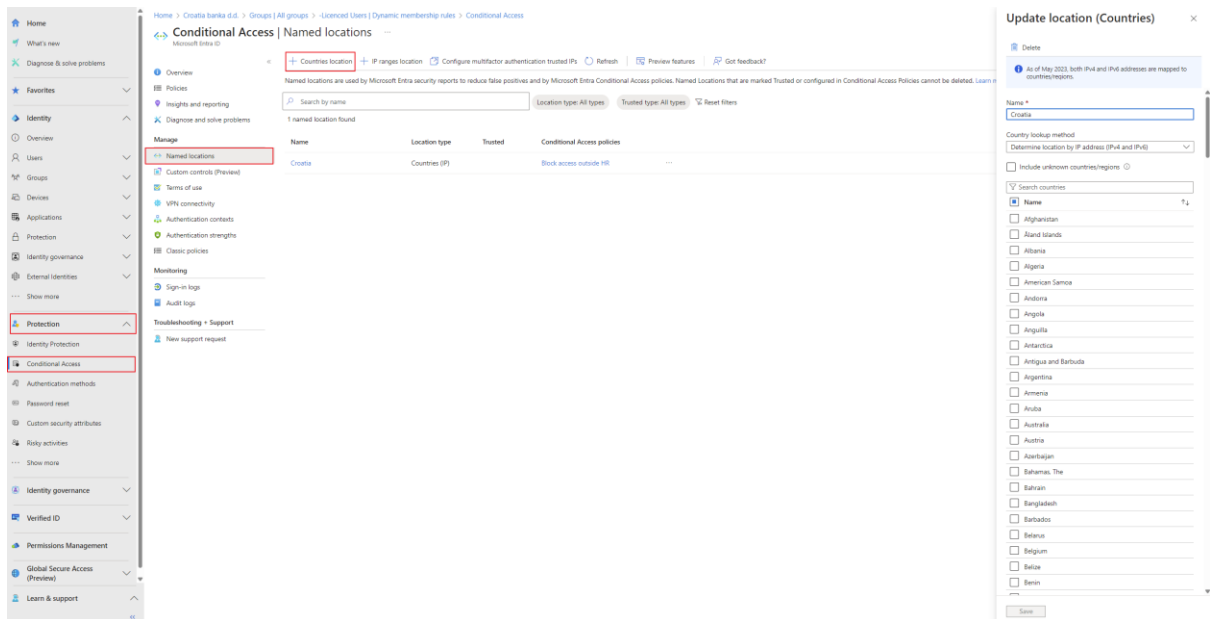 Home
What's new
Diagnose & solve problems
Favorites
Identity
Overview
Users
Groups
Devices
Applications
Protection
Identity governance
External Identities
Show more
Protection
Identity Protection
Conditional Access
Authentication methods
Password reset
Custom security attributes
Risky activities
Show more
Identity governance
Verified ID
Permissions Management
Global Secure Access
(Preview)
Learn & support
Home > Croatia banka d.d. > Groups | All groups > -Licenced Users | Dynamic membership rules > Conditional Access
Conditional Access | Named locations
Microsoft Entra ID
Overview
Policies
Insights and reporting
Diagnose and solve problems
Manage
Named locations
Custom controls (Preview)
Terms of use
VPN connectivity
Authentication contexts
Authentication strengths
Classic policies
Monitoring
Sign-in logs
Audit logs
Troubleshooting + Support
New support request
+ Countries location + IP ranges location Configure multifactor authentication trusted IPs Refresh Preview features Got feedback?
Named locations are used by Microsoft Entra security reports to reduce false positives and by Microsoft Entra Conditional Access policies. Named Locations that are marked Trusted or configured in Conditional Access Policies cannot be deleted. Learn
Search by name Location type: All types Trusted type: All types Reset filters
1 named location found
Name Location type Trusted Conditional Access policies
Croatia Countries (IP) Block access outside HR ...
Update location (Countries)
Delete
As of May 2023, both IPv4 and IPv6 addresses are mapped to
countries/regions.
Name *
Croatia
Country lookup method
Determine location by IP address (IPv4 and IPv6)
Include unknown countries/regions
Search countries
Name
Afghanistan
Åland Islands
Albania
Algeria
American Samoa
Andorra
Angola
Anguilla
Antarctica
Antigua and Barbuda
Argentina
Armenia
Aruba
Australia
Austria
Azerbaijan
Bahamas, The
Bahrain
Bangladesh
Barbados
Belarus
Belgium
Belize
Benin
Save